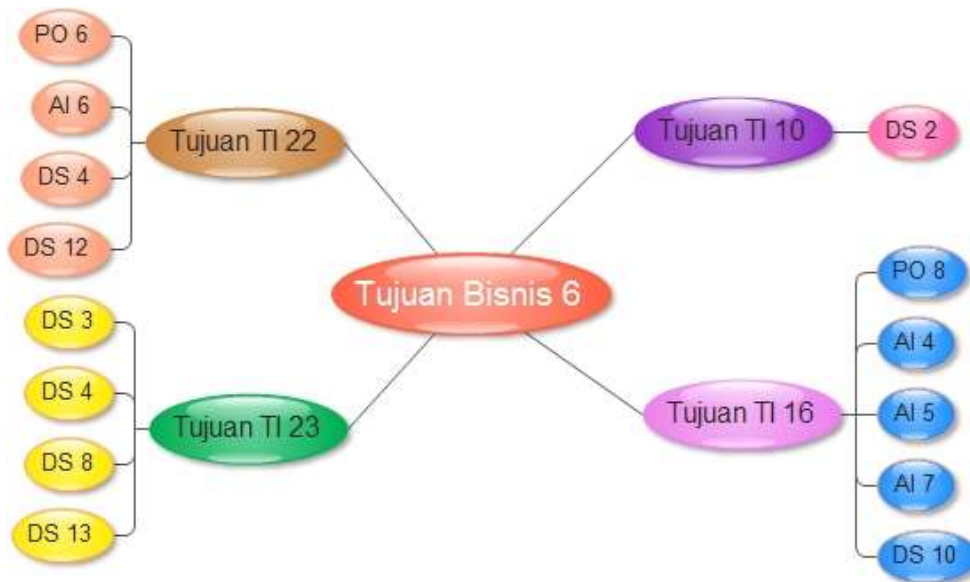 PO 6
AI 6
DS 4
DS 12
Tujuan TI 22
Tujuan TI 10
DS 2
Tujuan Bisnis 6
DS 3
DS 4
DS 8
DS 13
Tujuan TI 23
Tujuan TI 16
PO 8
AI 4
AI 5
AI 7
DS 10